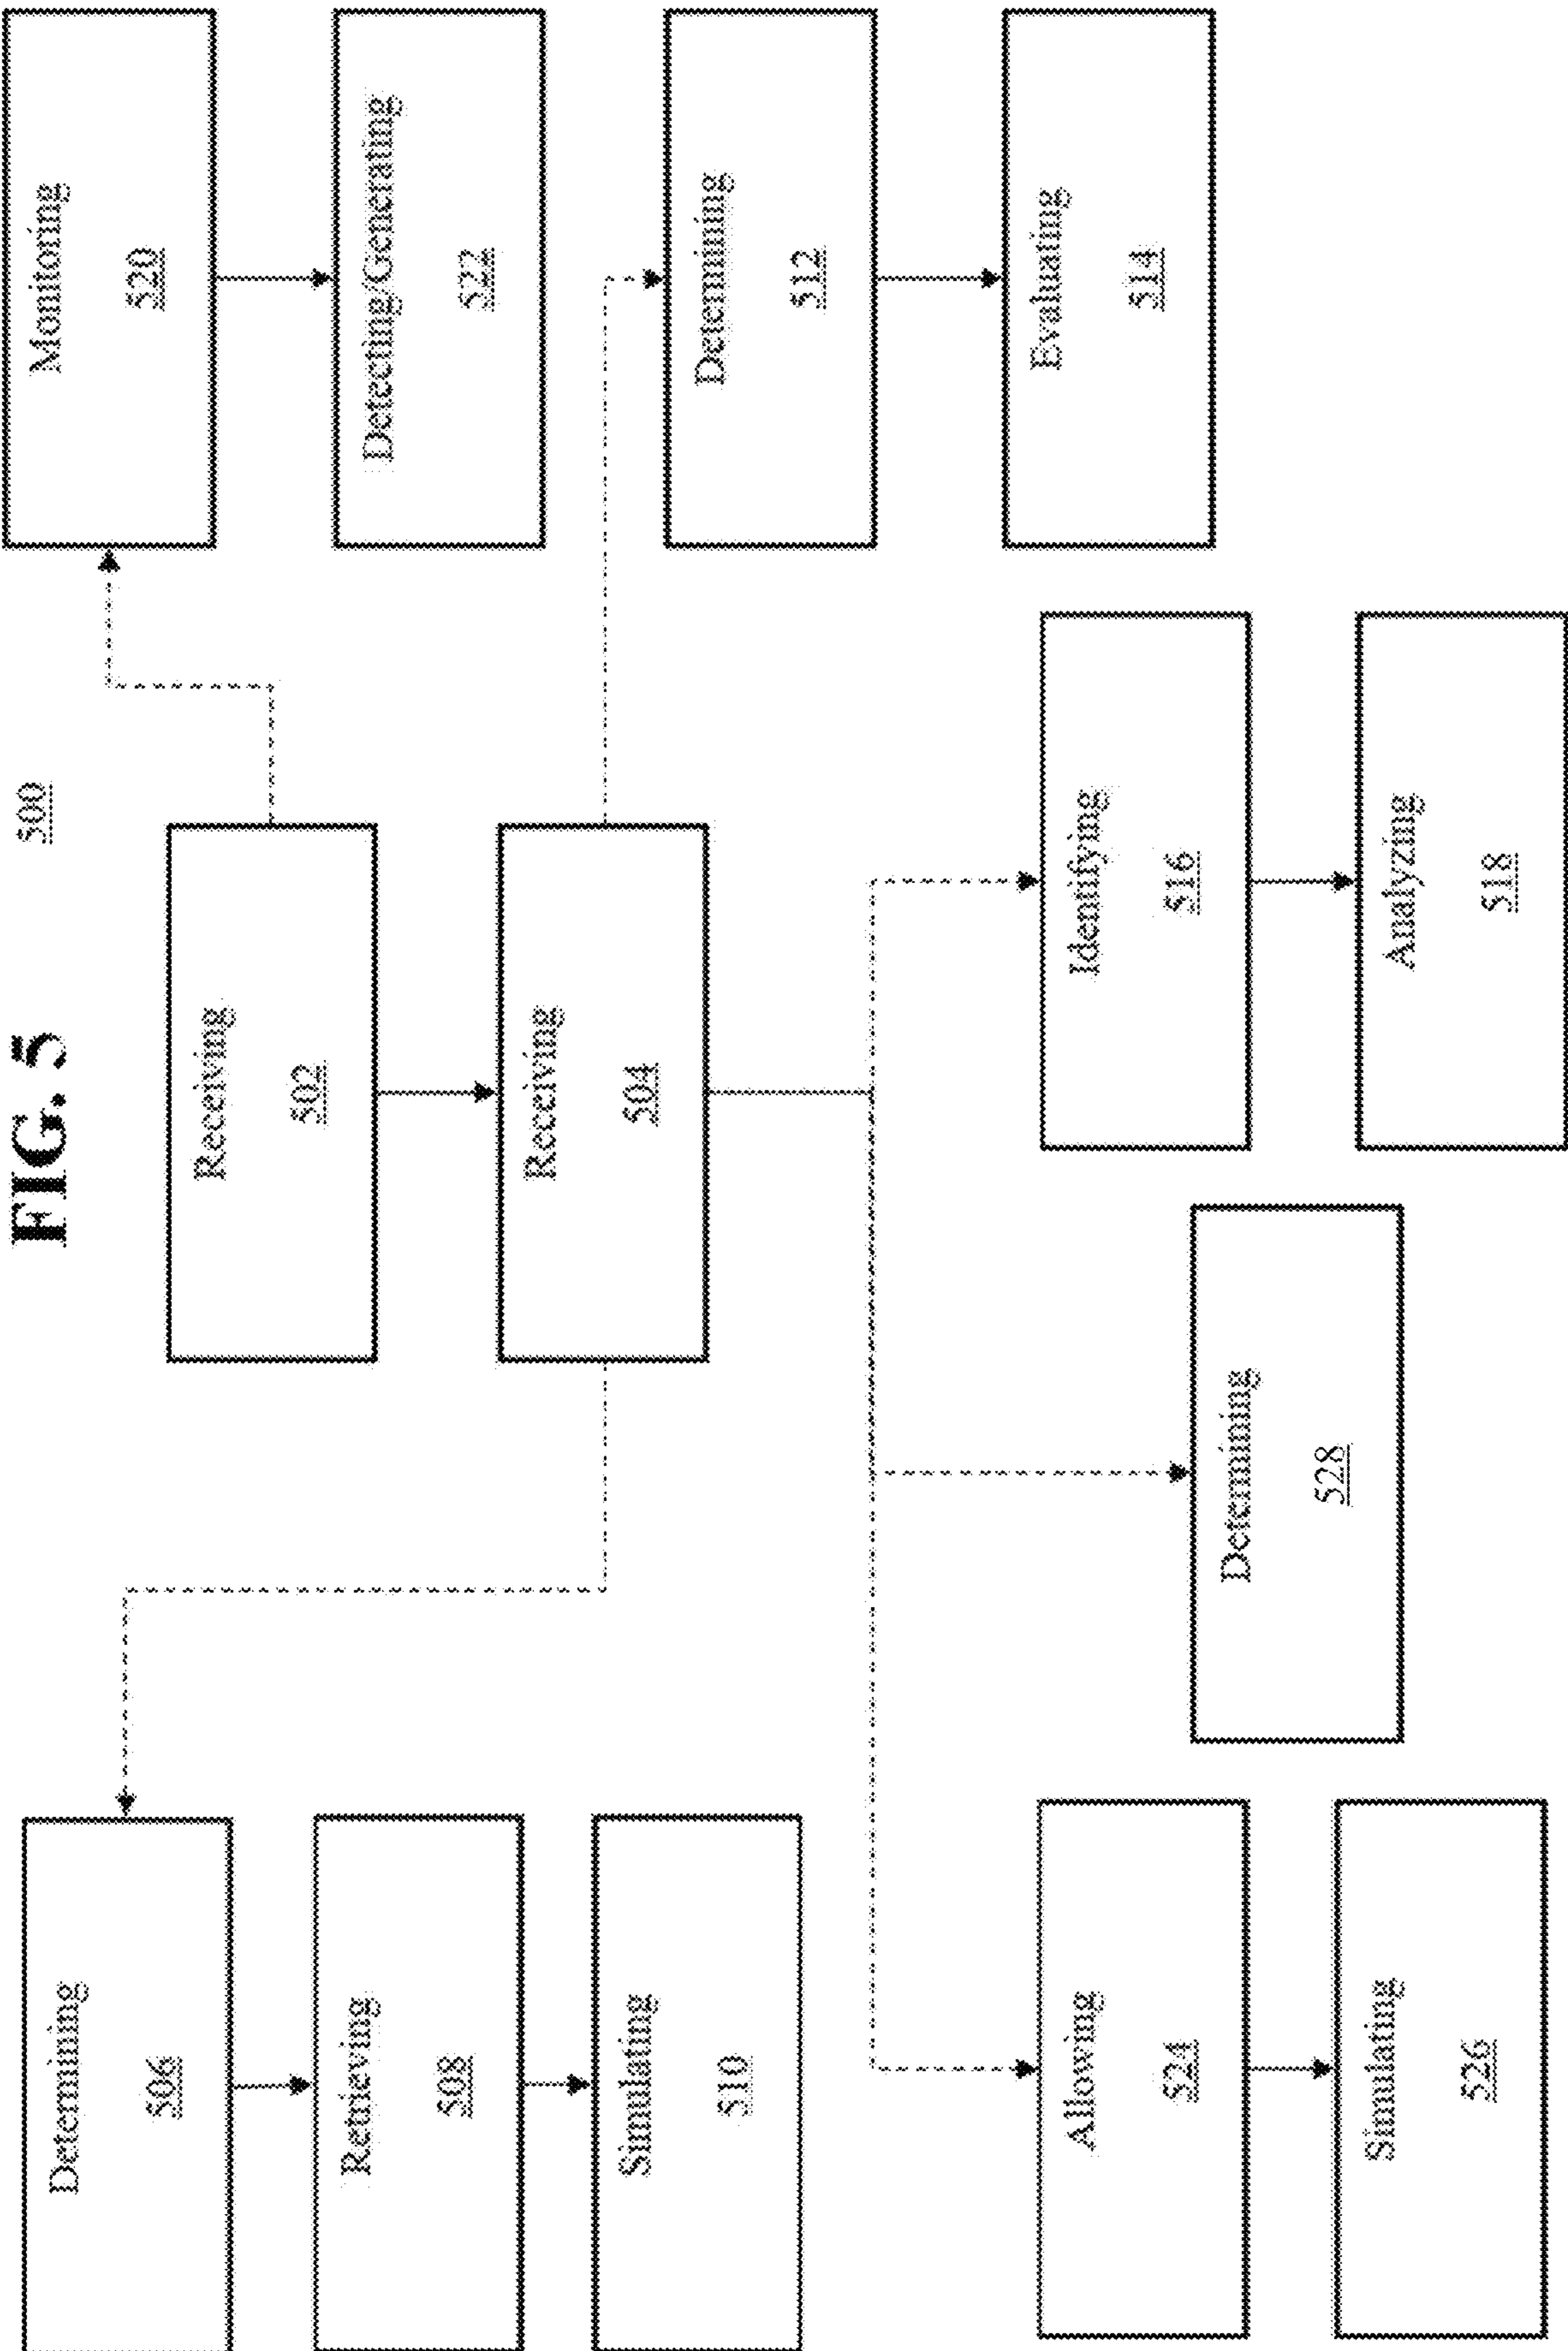 FIG. 5
500
Determining
506
Retrieving
508
Simulating
510
Receiving
502
Receiving
504
Monitoring
520
Detecting/Generating
522
Determining
512
Evaluating
514
Allowing
524
Simulating
526
Determining
528
Identifying
516
Analyzing
518